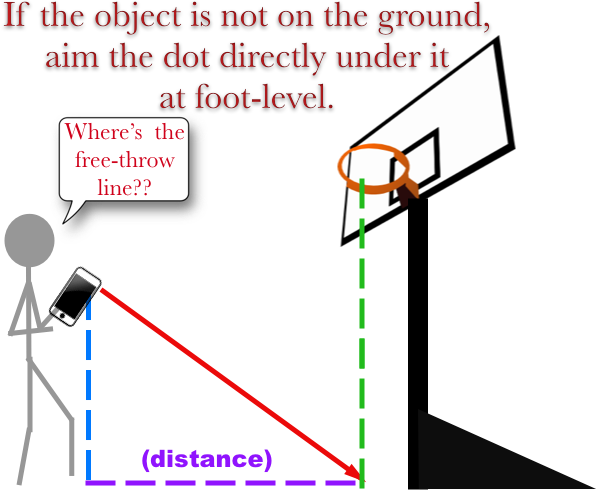 If the object is not on the ground,
aim the dot directly under it
at foot-level.
Where's the
free-throw
line??
(distance)